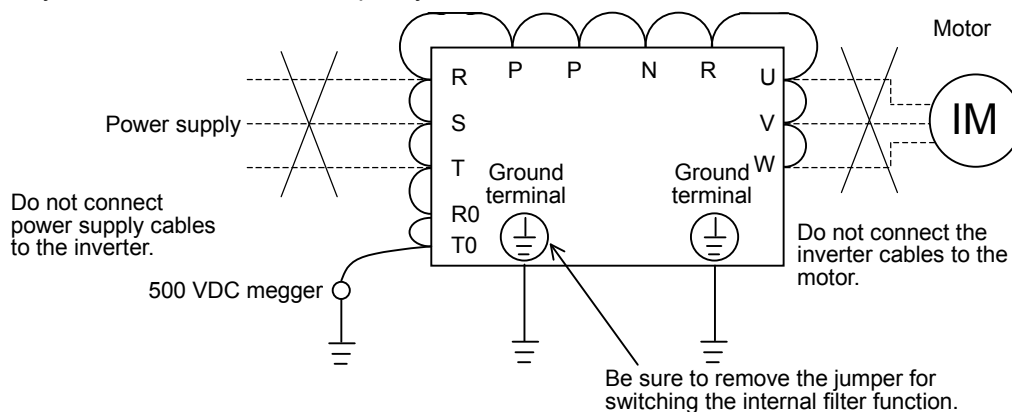 Motor
P P N R
R U
S V
T W
R0
T0
Power supply
IM
Ground
terminal
Ground
terminal
Do not connect
power supply cables
to the inverter.
Do not connect the
inverter cables to the
motor.
500 VDC megger
Be sure to remove the jumper for
switching the internal filter function.